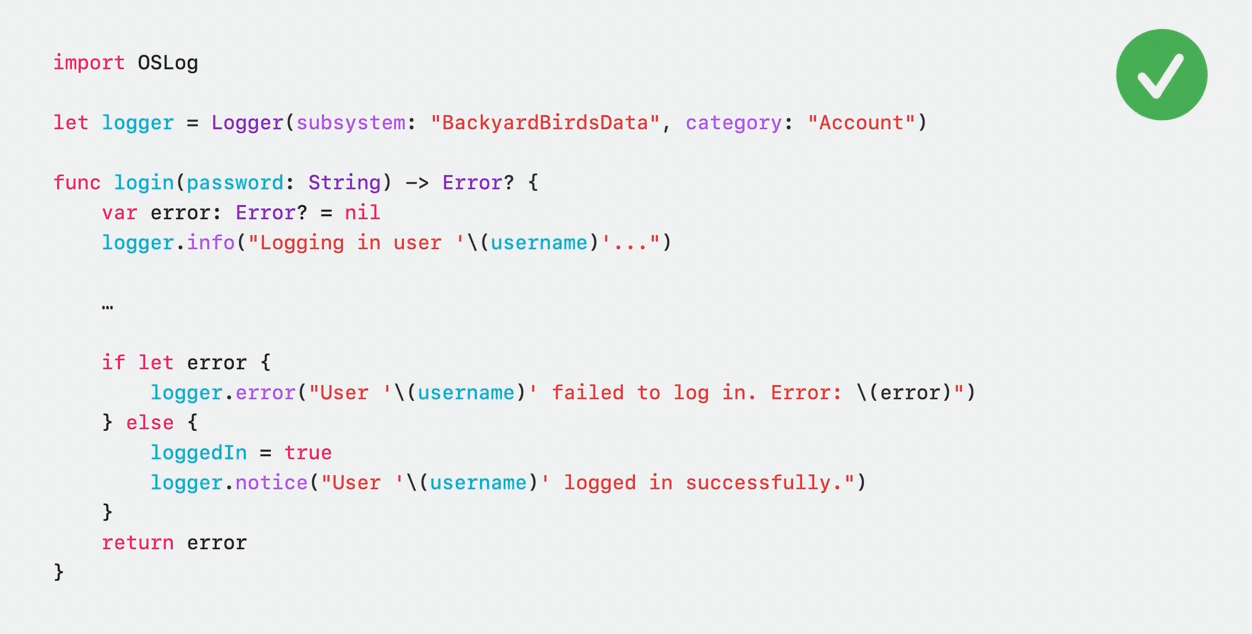 import OSLog
let logger = Logger(subsystem: "BackyardBirdsData", category: "Account")
func login(password: String) -> Error? {
    var error: Error? = nil
    logger.info("Logging in user '\(username)'...")
    …
    if let error {
        logger.error("User '\(username)' failed to log in. Error: \(error)")
    } else {
        loggedIn = true
        logger.notice("User '\(username)' logged in successfully.")
    }
    return error
}